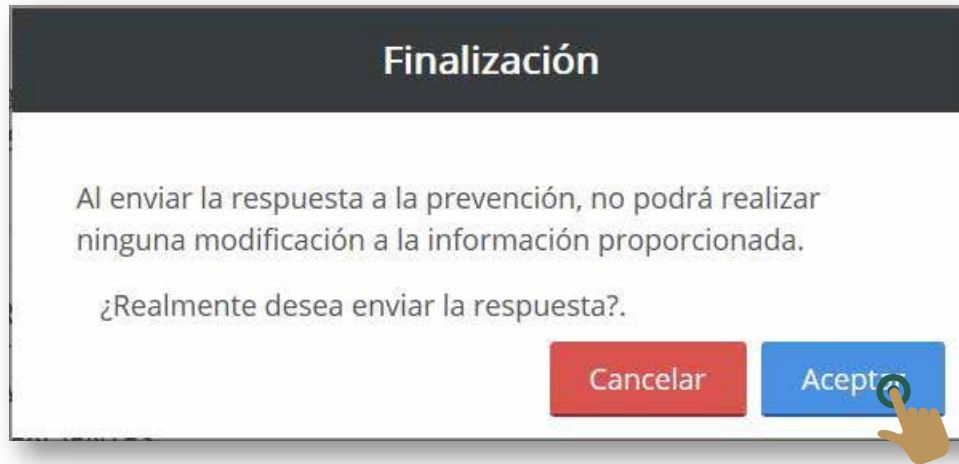 Finalización
Al enviar la respuesta a la prevención, no podrá realizar
ninguna modificación a la información proporcionada.
¿Realmente desea enviar la respuesta?.
Cancelar
Aceptar